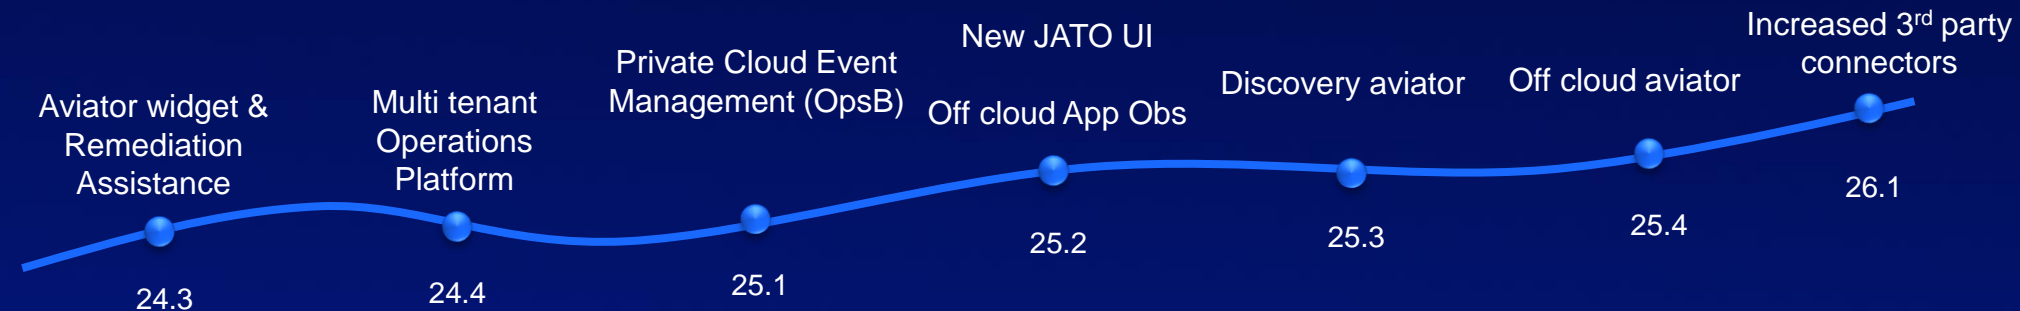 Aviator widget &
Remediation
Assistance
24.3
Multi tenant
Operations
Platform
24.4
Private Cloud Event
Management (OpsB)
25.1
New JATO UI
Off cloud App Obs
25.2
Discovery aviator
25.3
Off cloud aviator
25.4
Increased 3rd party
connectors
26.1